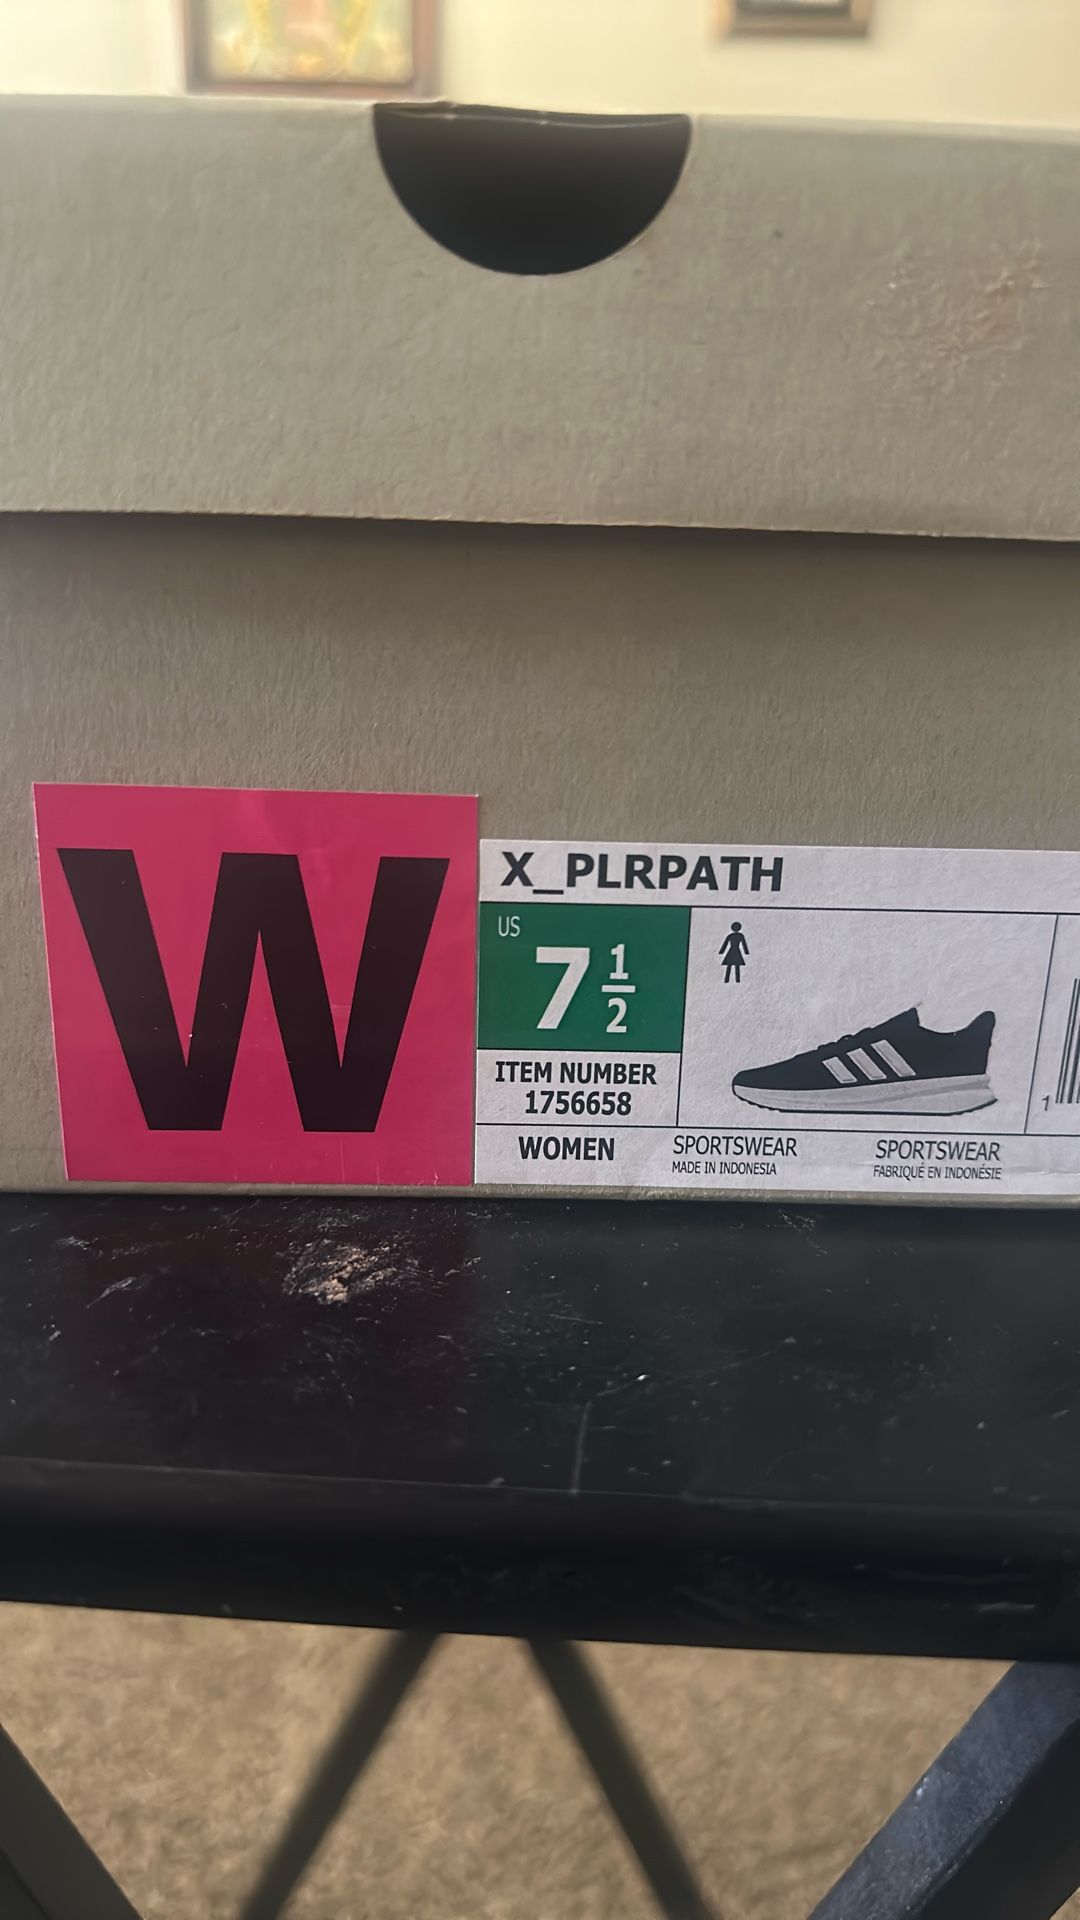 W
X_PLRPATH
US
7 1/2
ITEM NUMBER
1756658
WOMEN
SPORTSWEAR
MADE IN INDONESIA
SPORTSWEAR
FABRIQUÉ EN INDONÉSIE
1